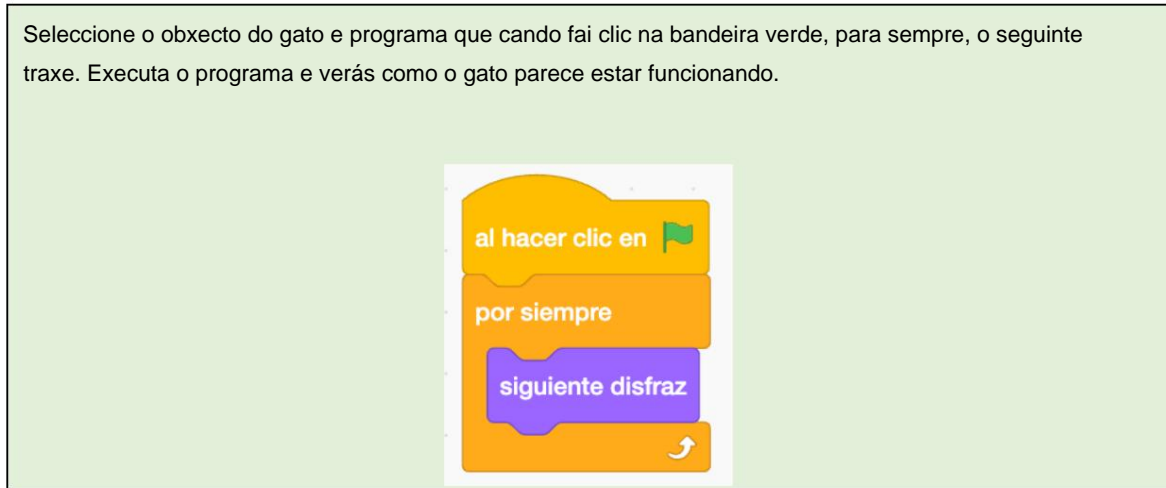 Seleccione o obxecto do gato e programa que cando fai clic na bandeira verde, para sempre, o seguinte
traxe. Executa o programa e verás como o gato parece estar funcionando.
al hacer clic en
por siempre
siguiente disfraz